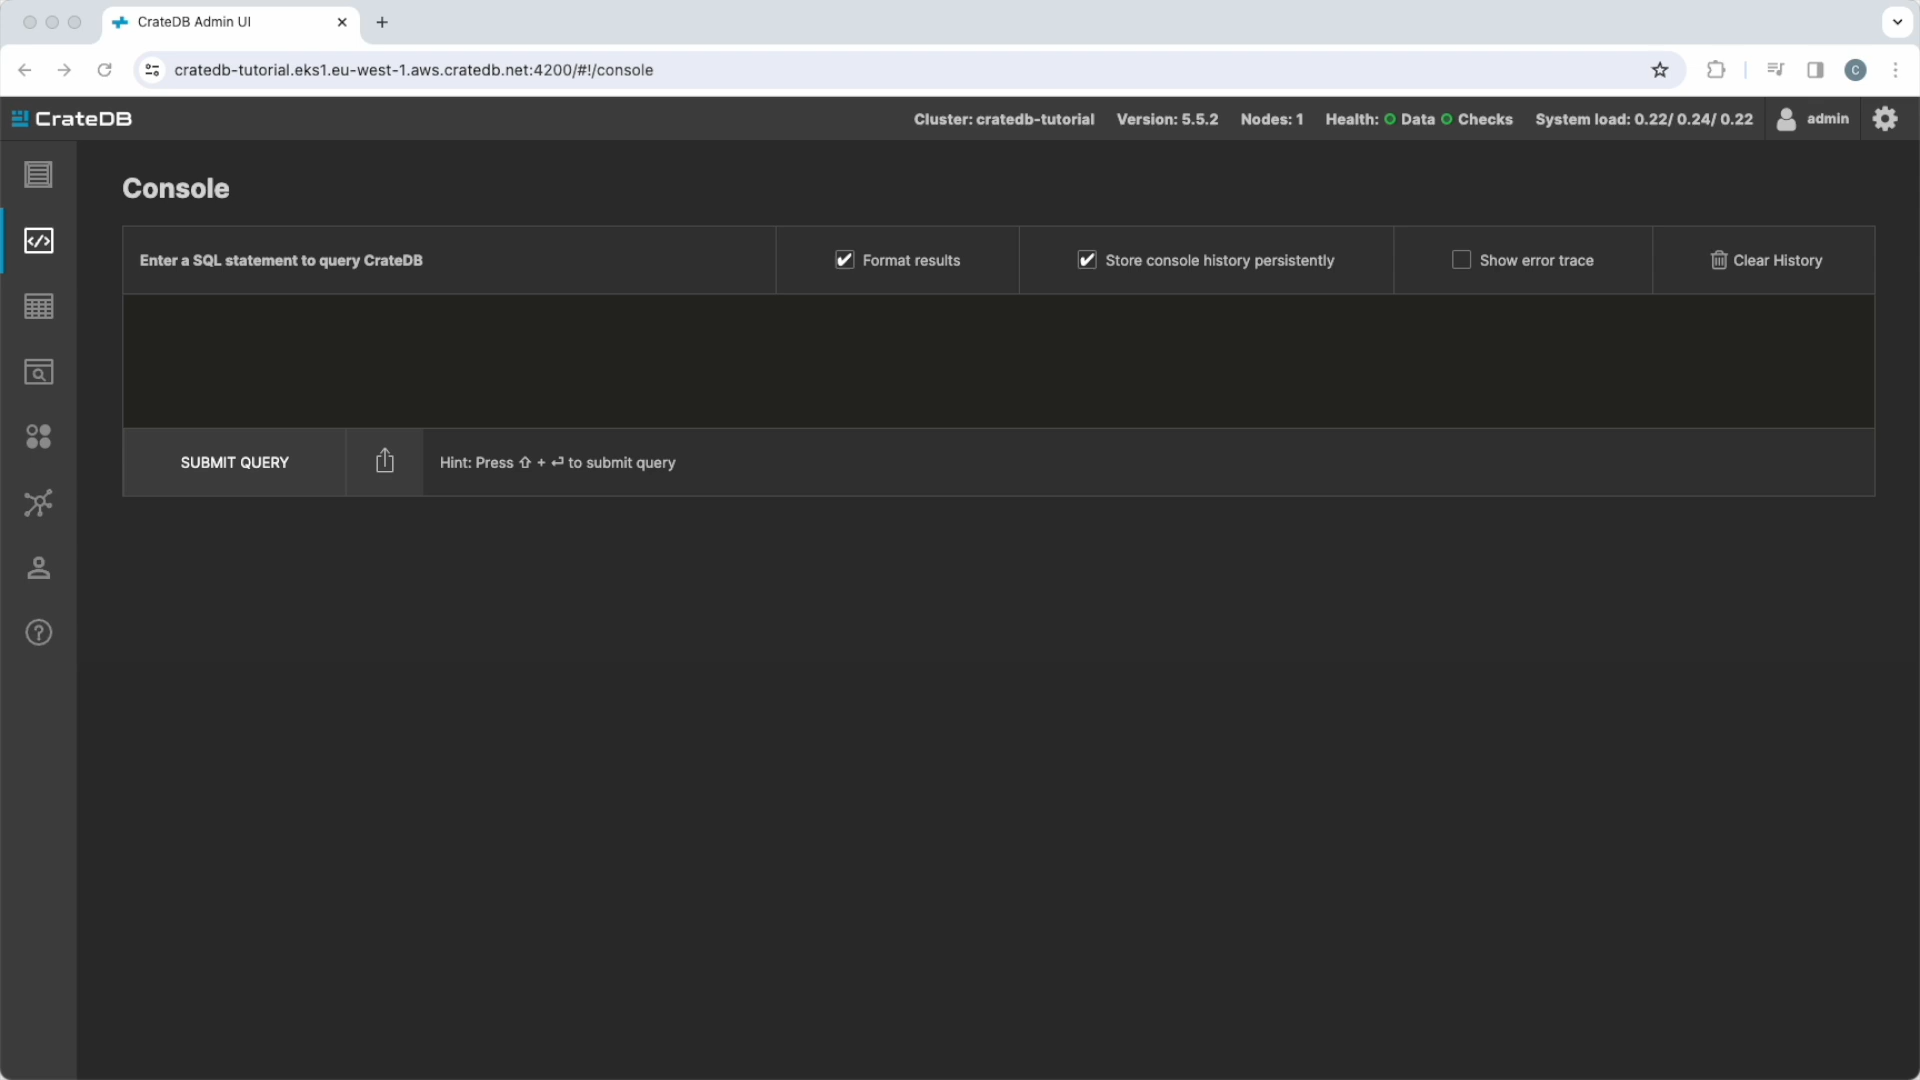 CrateDB Admin UI
cratedb-tutorial.eks1.eu-west-1.aws.cratedb.net:4200/#!/console
C
CrateDB
Cluster: cratedb-tutorial Version: 5.5.2 Nodes: 1 Health: Data Checks System load: 0.22/ 0.24/ 0.22 admin
Console
Enter a SQL statement to query CrateDB Format results Store console history persistently Show error trace Clear History
SUBMIT QUERY Hint: Press ⇧ + ⏎ to submit query